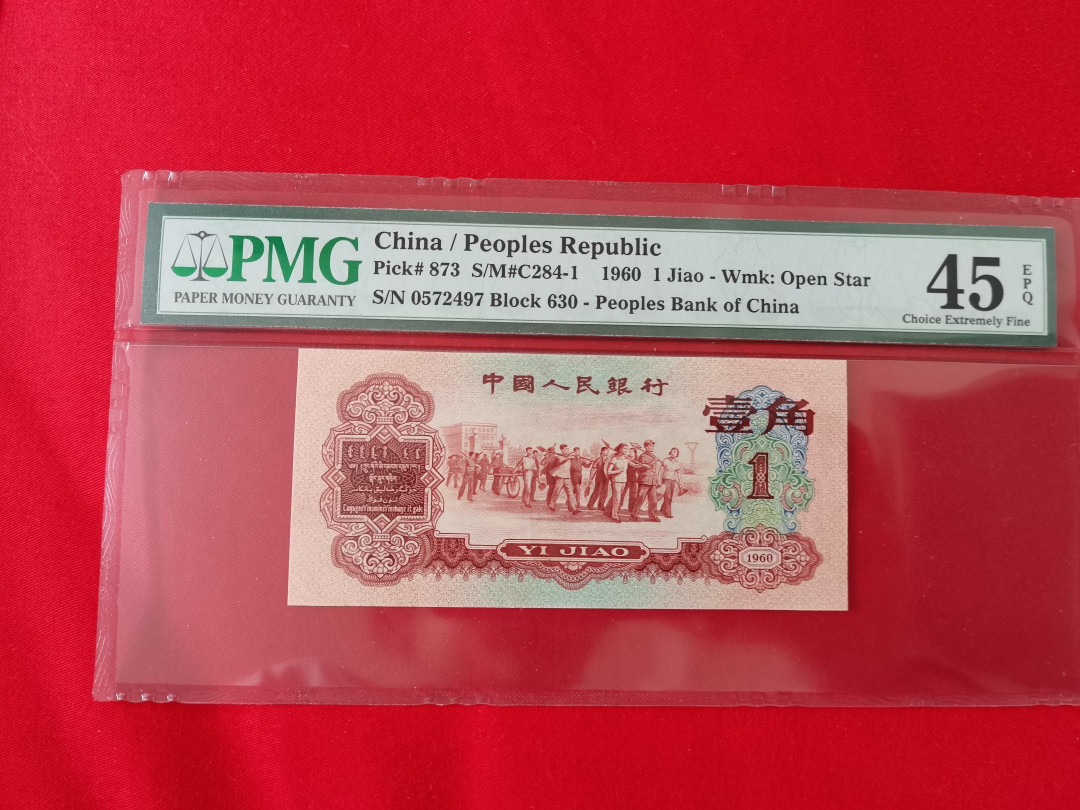 PMG
PAPER MONEY GUARANTY
China / Peoples Republic
Pick# 873 S/M#C284-1 1960 1 Jiao - Wmk: Open Star
S/N 0572497 Block 630 - Peoples Bank of China
45
EPQ
Choice Extremely Fine
中國人民銀行
壹角
1
YI JIAO
1960